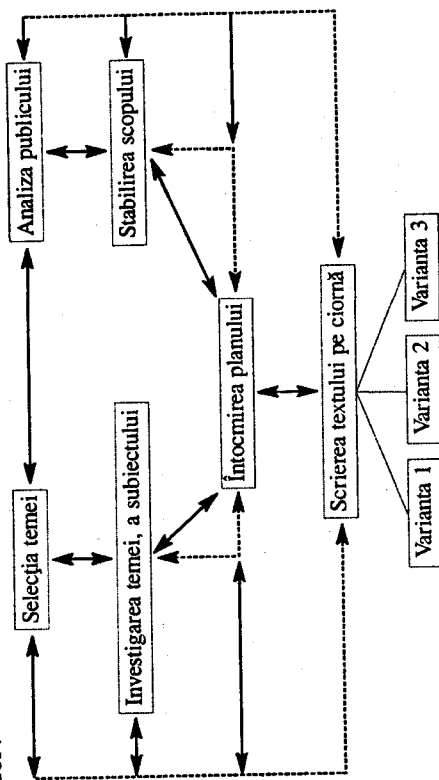 Selecția temei
Analiza publicului
Investigarea temei, a subiectului
Stabilirea scopului
Întocmirea planului
Scrierea textului pe ciornă
Varianta 1
Varianta 2
Varianta 3